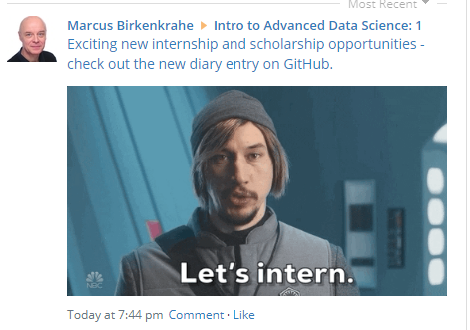 Most Recent
Marcus Birkenkrahe ▸ Intro to Advanced Data Science: 1
Exciting new internship and scholarship opportunities -
check out the new diary entry on GitHub.
Let's intern.
NBC
Today at 7:44 pm Comment · Like